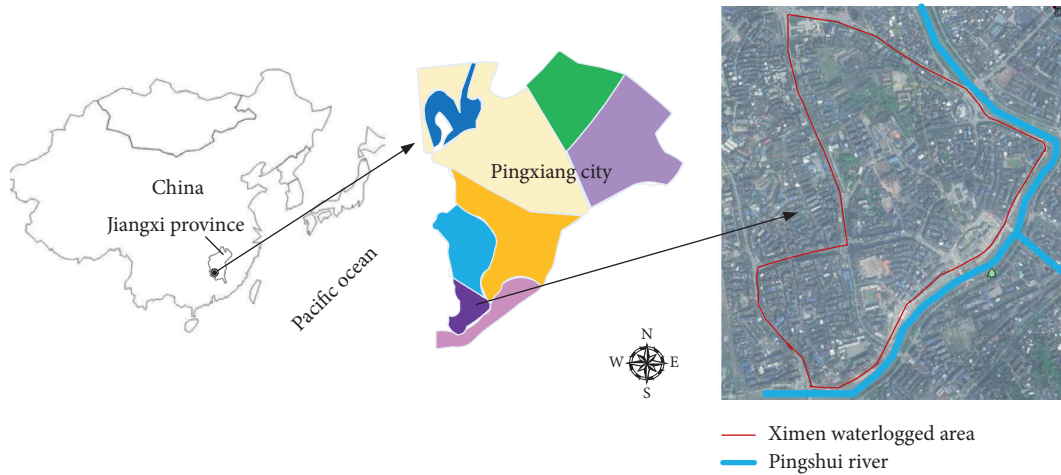 China
Jiangxi province
Pacific ocean
Pingxiang city
N
W E
S
Ximen waterlogged area
Pingshui river